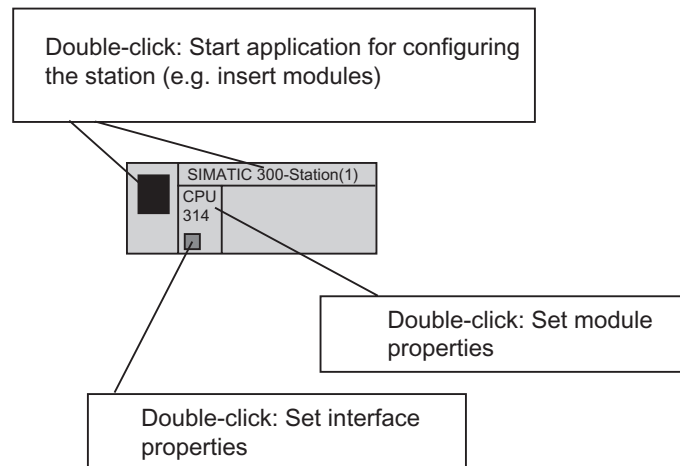 Double-click: Start application for configuring
the station (e.g. insert modules)
SIMATIC 300-Station(1)
CPU
314
Double-click: Set module
properties
Double-click: Set interface
properties